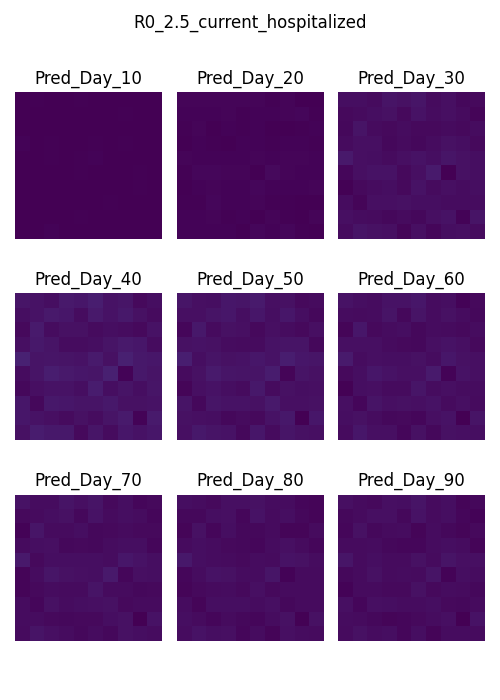 R0_2.5_current_hospitalized
Pred_Day_10 Pred_Day_20 Pred_Day_30
Pred_Day_40 Pred_Day_50 Pred_Day_60
Pred_Day_70 Pred_Day_80 Pred_Day_90